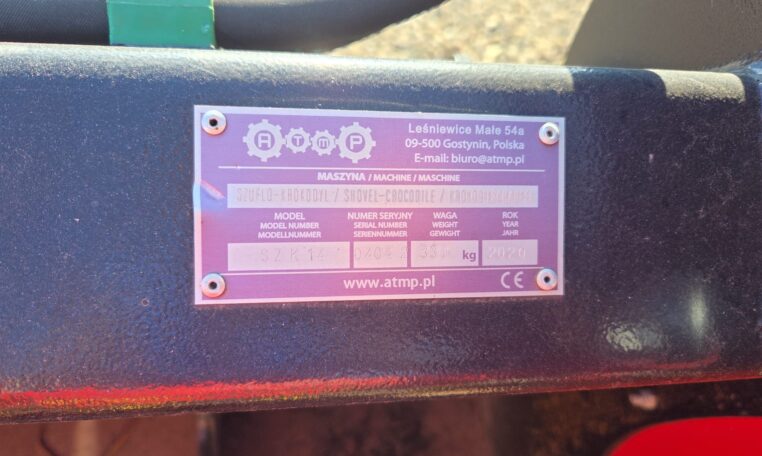 ATMP
Leśniewice Małe 54a
09-500 Gostynin, Polska
E-mail: biuro@atmp.pl
MASZYNA / MACHINE / MASCHINE
SZUFLO-KROKODYL / SHOVEL-CROCODILE /
MODEL
MODEL NUMBER
MODELLNUMMER
NUMER SERYJNY
SERIAL NUMBER
SERIENNUMMER
WAGA
WEIGHT
GEWIGHT
ROK
YEAR
JAHR
SZK
kg
2020
www.atmp.pl
CE